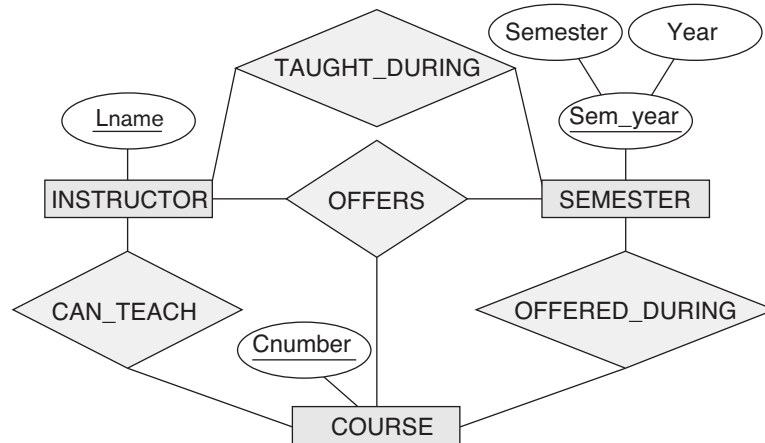 Semester
Year
TAUGHT_DURING
Lname
Sem_year
INSTRUCTOR
OFFERS
SEMESTER
CAN_TEACH
OFFERED_DURING
Cnumber
COURSE